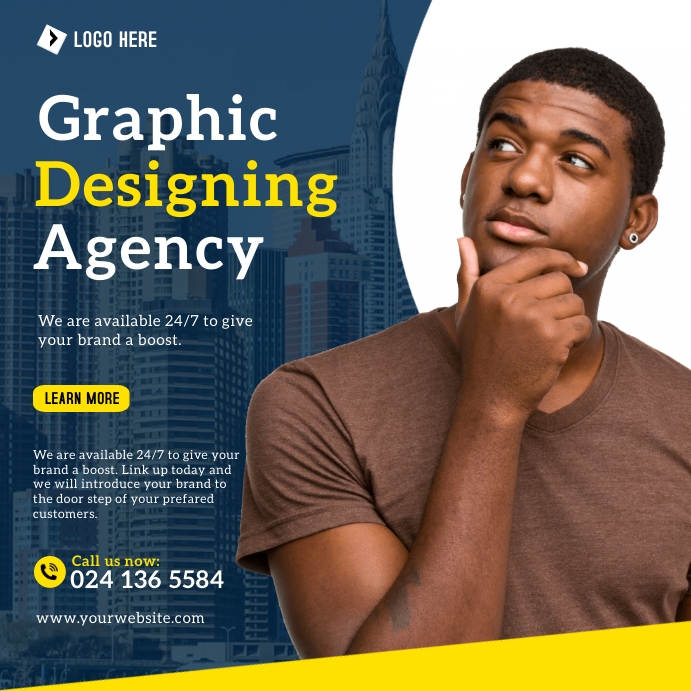 LOGO HERE
Graphic
Designing
Agency
We are available 24/7 to give
your brand a boost.
LEARN MORE
We are available 24/7 to give your
brand a boost. Link up today and
we will introduce your brand to
the door step of your prefared
customers.
Call us now:
024 136 5584
www.yourwebsite.com